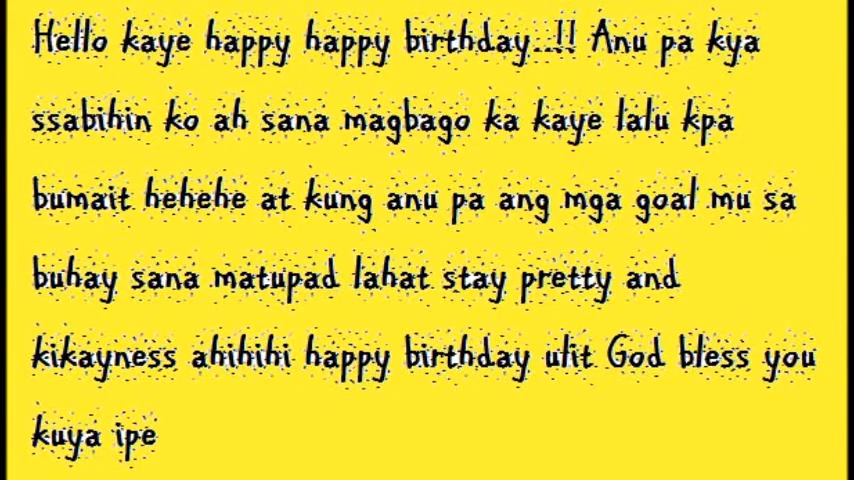 Hello kaye happy happy birthday...!! Anu pa kya
ssabihin ko ah sana magbago ka kaye lalu kpa
bumait hehehe at kung anu pa ang mga goal mu sa
buhay sana matupad lahat stay pretty and
kikayness ahihihi happy birthday ulit God bless you
kuya ipe